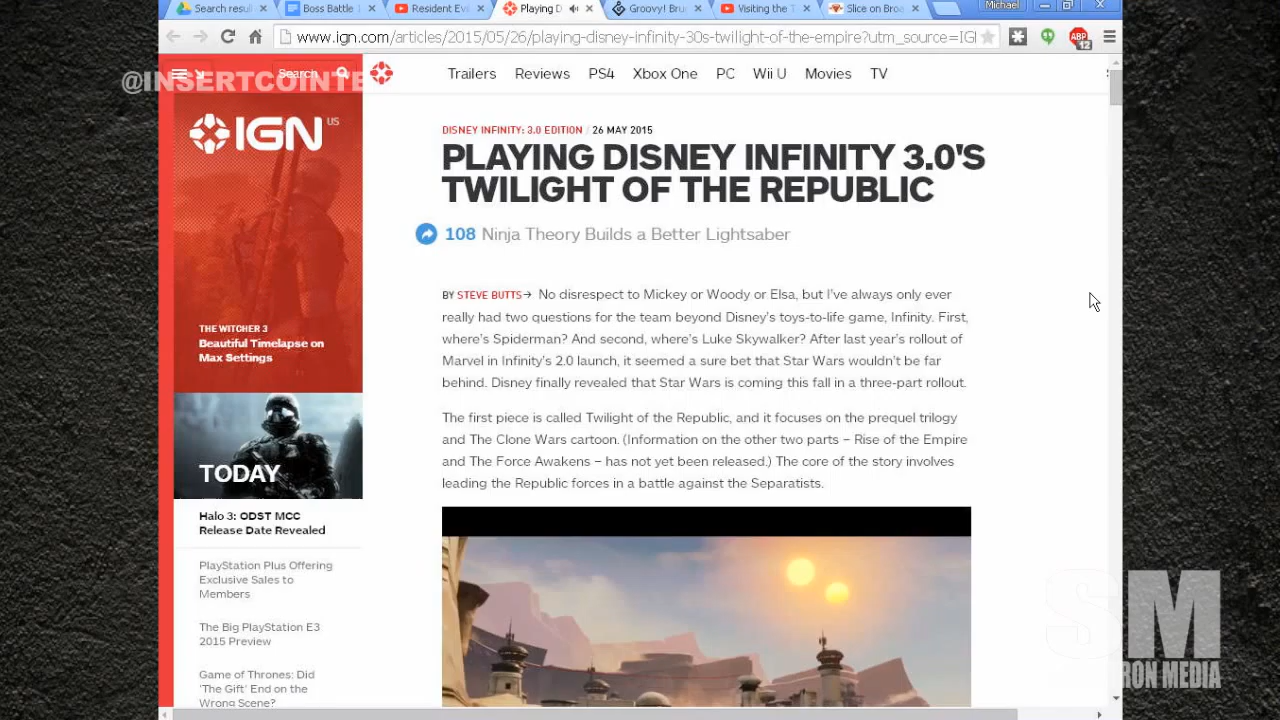 Search resul
Boss Battle
Resident Evi
Playing D
Groovy! Bru
Visiting the T
Slice on Broa
Michael
www.ign.com/articles/2015/05/26/playing-disney-infinity-30s-twilight-of-the-empire?utm_source=IGI
ABP
12
@INSERTCOINTE
Search
Trailers Reviews PS4 Xbox One PC Wii U Movies TV
IGN US
THE WITCHER 3
Beautiful Timelapse on
Max Settings
TODAY
Halo 3: ODST MCC
Release Date Revealed
PlayStation Plus Offering
Exclusive Sales to
Members
The Big PlayStation E3
2015 Preview
Game of Thrones: Did
'The Gift' End on the
Wrong Scene?
DISNEY INFINITY: 3.0 EDITION / 26 MAY 2015
PLAYING DISNEY INFINITY 3.0'S
TWILIGHT OF THE REPUBLIC
108 Ninja Theory Builds a Better Lightsaber
BY STEVE BUTTS → No disrespect to Mickey or Woody or Elsa, but I've always only ever
really had two questions for the team beyond Disney's toys-to-life game, Infinity. First,
where's Spiderman? And second, where's Luke Skywalker? After last year's rollout of
Marvel in Infinity's 2.0 launch, it seemed a sure bet that Star Wars wouldn't be far
behind. Disney finally revealed that Star Wars is coming this fall in a three-part rollout.
The first piece is called Twilight of the Republic, and it focuses on the prequel trilogy
and The Clone Wars cartoon. (Information on the other two parts – Rise of the Empire
and The Force Awakens – has not yet been released.) The core of the story involves
leading the Republic forces in a battle against the Separatists.
SM
RON MEDIA